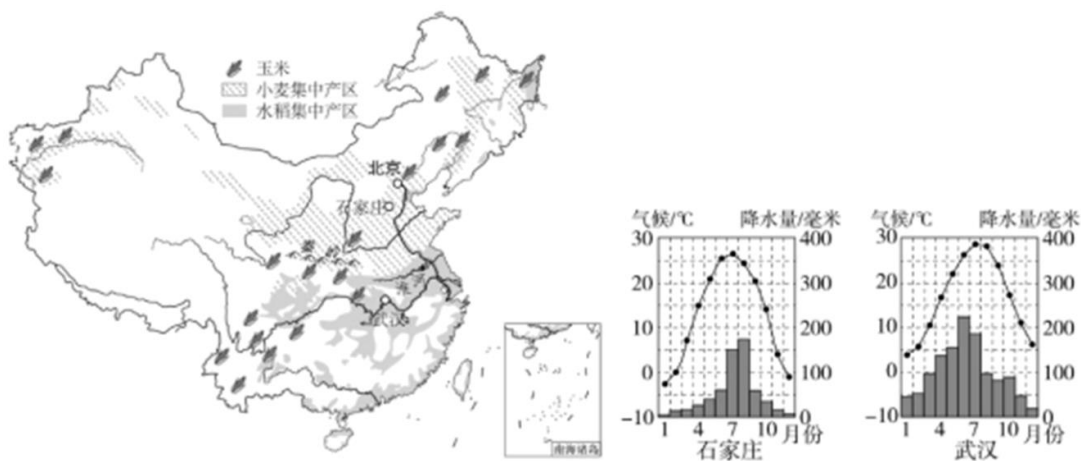 玉米
小麦集中产区
水稻集中产区
北京
石家庄
淮
武汉
南海诸岛
气候/℃ 降水量/毫米
30 400
20 300
10 200
0 100
-10 0
1 4 7 10 月份
石家庄
气候/℃ 降水量/毫米
30 400
20 300
10 200
0 100
-10 0
1 4 7 10 月份
武汉